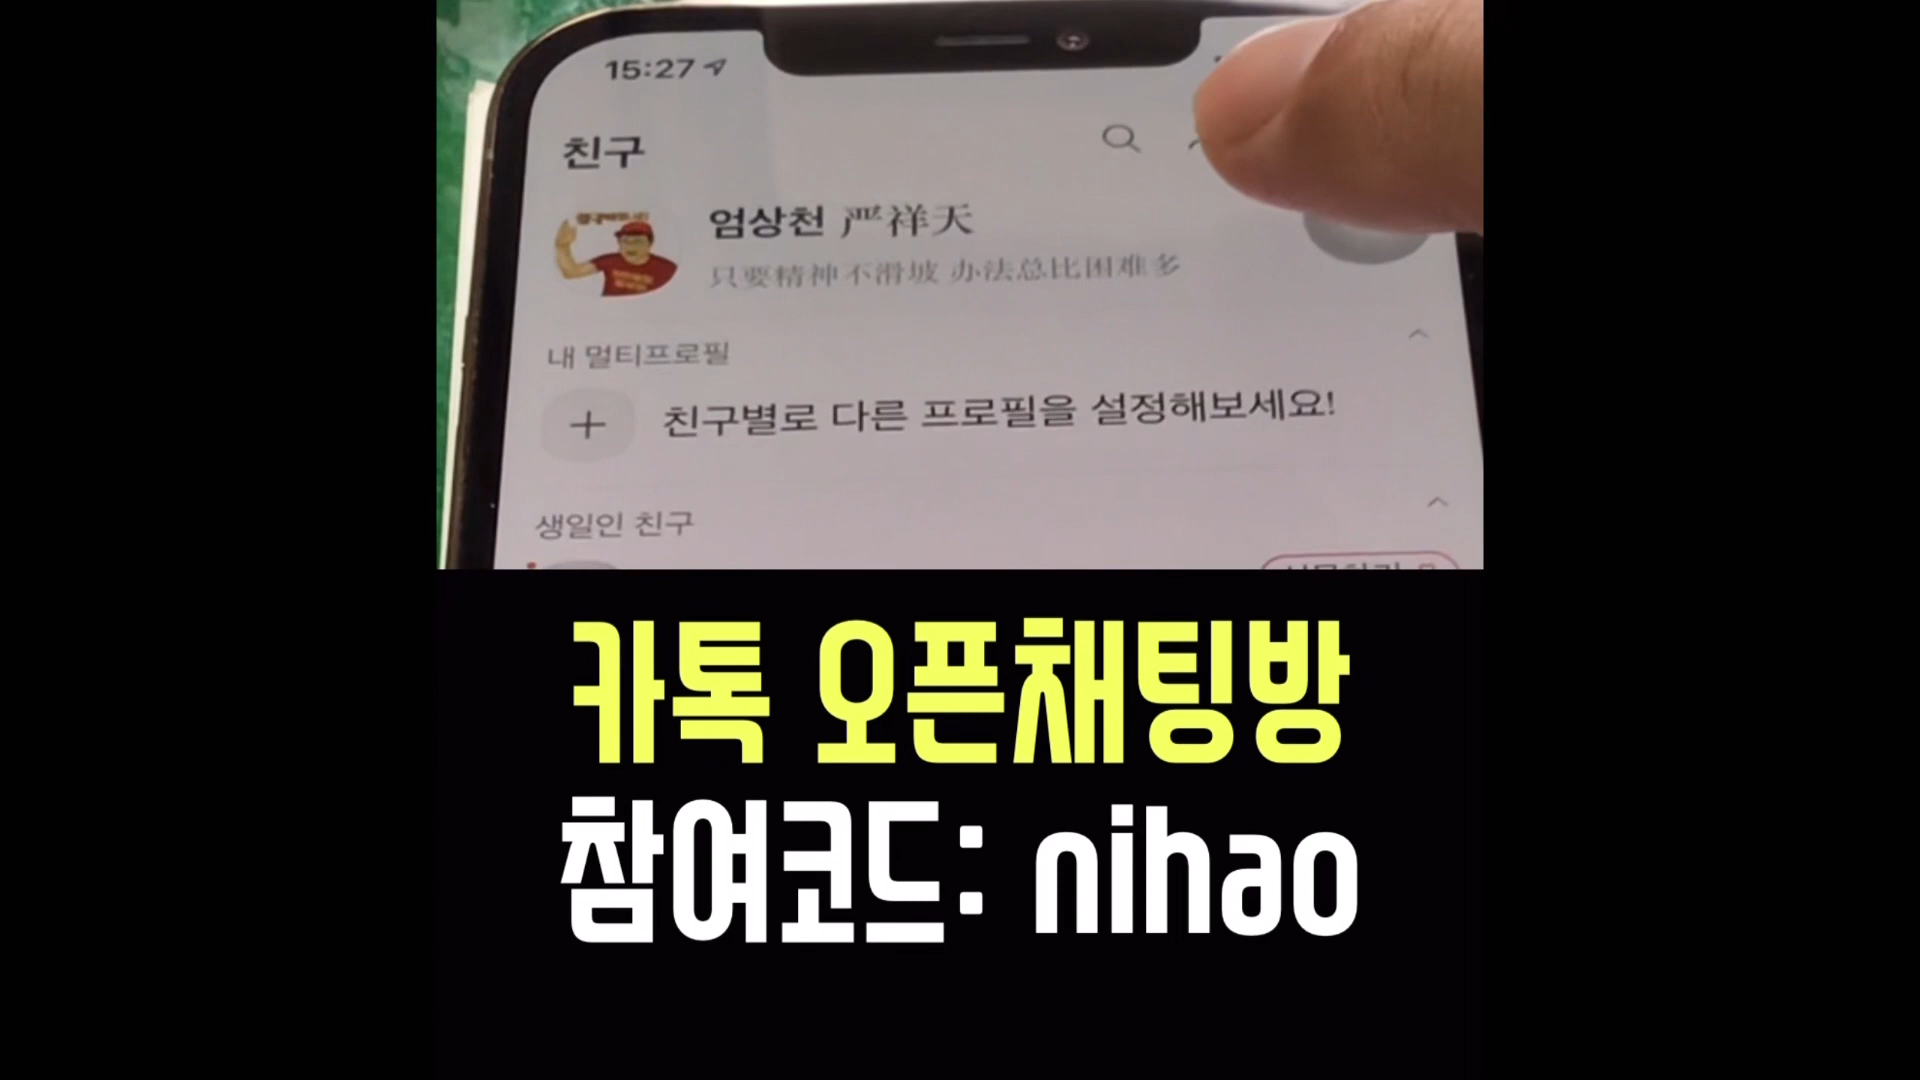 15:27
친구
엄상천 严祥天
只要精神不滑坡 办法总比困难多
내 멀티프로필
친구별로 다른 프로필을 설정해보세요!
생일인 친구
카톡 오픈채팅방
참여코드: nihao